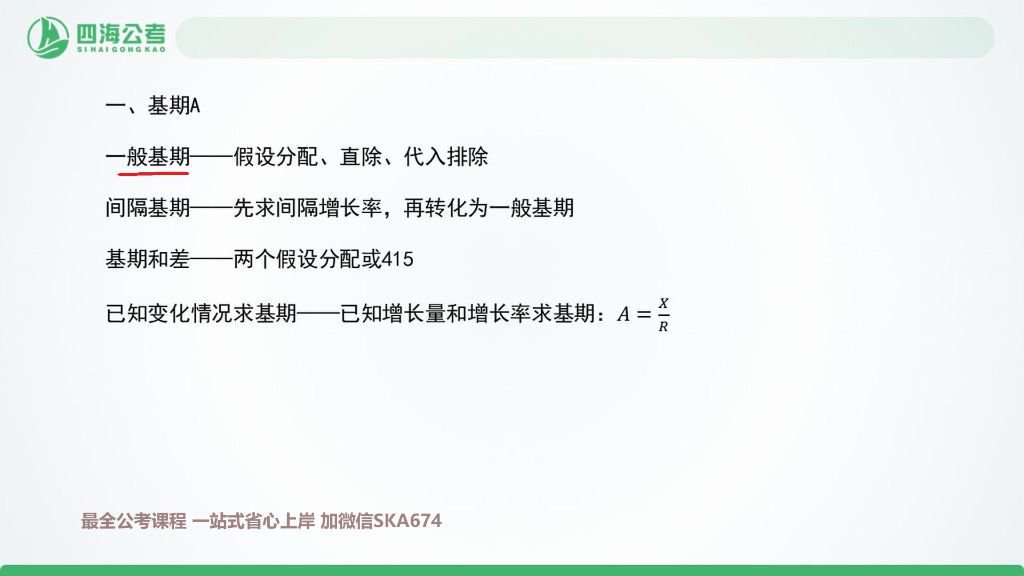 四海公考
SIHAIGONGKAO
一、基期A
一般基期——假设分配、直除、代入排除
间隔基期——先求间隔增长率，再转化为一般基期
基期和差——两个假设分配或415
已知变化情况求基期——已知增长量和增长率求基期：A = X/R
最全公考课程 一站式省心上岸 加微信SKA674